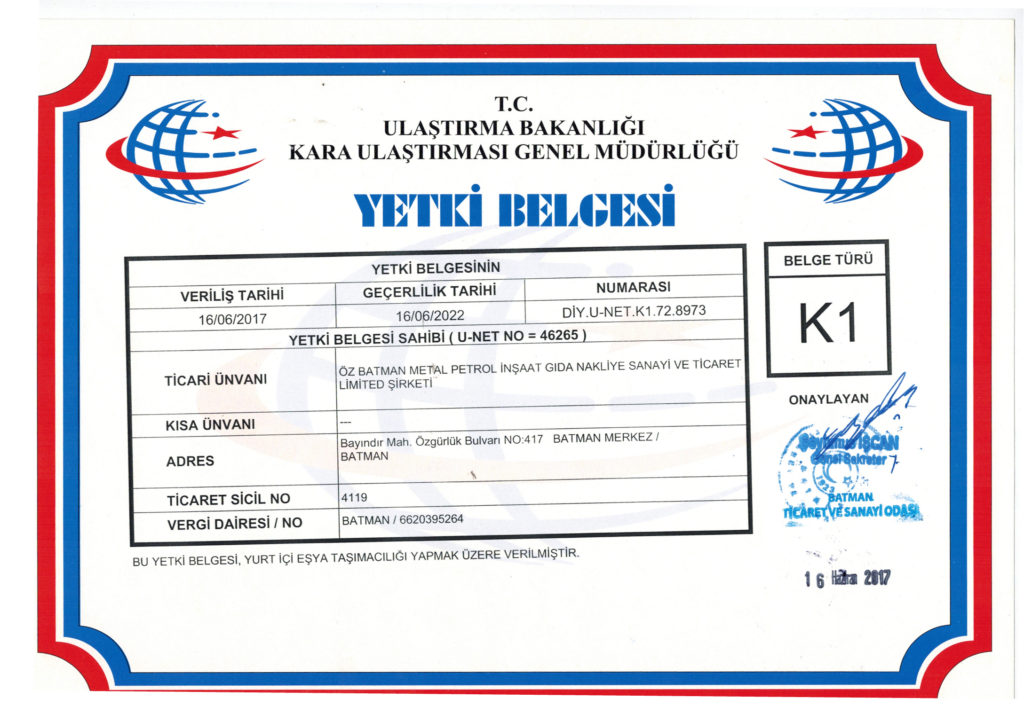 T.C.
ULAŞTIRMA BAKANLIĞI
KARA ULAŞTIRMASI GENEL MÜDÜRLÜĞÜ
YETKİ BELGESİ
YETKİ BELGESİNİN
VERİLİŞ TARİHİ GEÇERLİLİK TARİHİ NUMARASI
16/06/2017 16/06/2022 DİY.U-NET.K1.72.8973
YETKİ BELGESİ SAHİBİ ( U-NET NO = 46265 )
TİCARİ ÜNVANI
ÖZ BATMAN METAL PETROL İNŞAAT GIDA NAKLİYE SANAYİ VE TİCARET
LİMİTED ŞİRKETİ
KISA ÜNVANI ---
ADRES
Bayındır Mah. Özgürlük Bulvarı NO:417 BATMAN MERKEZ /
BATMAN
TİCARET SİCİL NO 4119
VERGİ DAİRESİ / NO BATMAN / 6620395264
BU YETKİ BELGESİ, YURT İÇİ EŞYA TAŞIMACILIĞI YAPMAK ÜZERE VERİLMİŞTİR.
BELGE TÜRÜ
K1
ONAYLAYAN
İŞCAN
Genel Sekreter
BATMAN
TİCARET VE SANAYİ ODASI
16 Haziran 2017